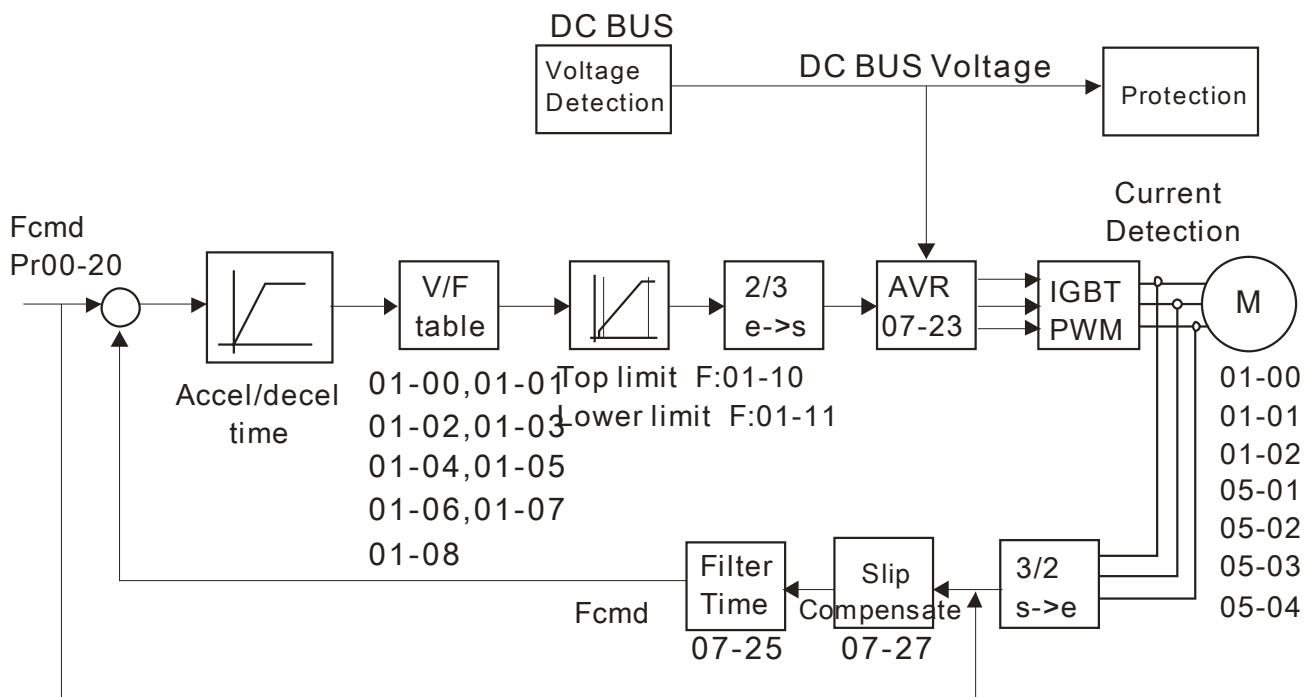 DC BUS
Voltage
Detection
DC BUS Voltage
Protection
Current
Detection
Fcmd
Pr00-20
Accel/decel
time
V/F
table
01-00,01-01
01-02,01-03
01-04,01-05
01-06,01-07
01-08
Top limit F:01-10
Lower limit F:01-11
2/3
e->s
AVR
07-23
IGBT
PWM
M
01-00
01-01
01-02
05-01
05-02
05-03
05-04
3/2
s->e
Slip
Compensate
07-27
Filter
Time
07-25
Fcmd